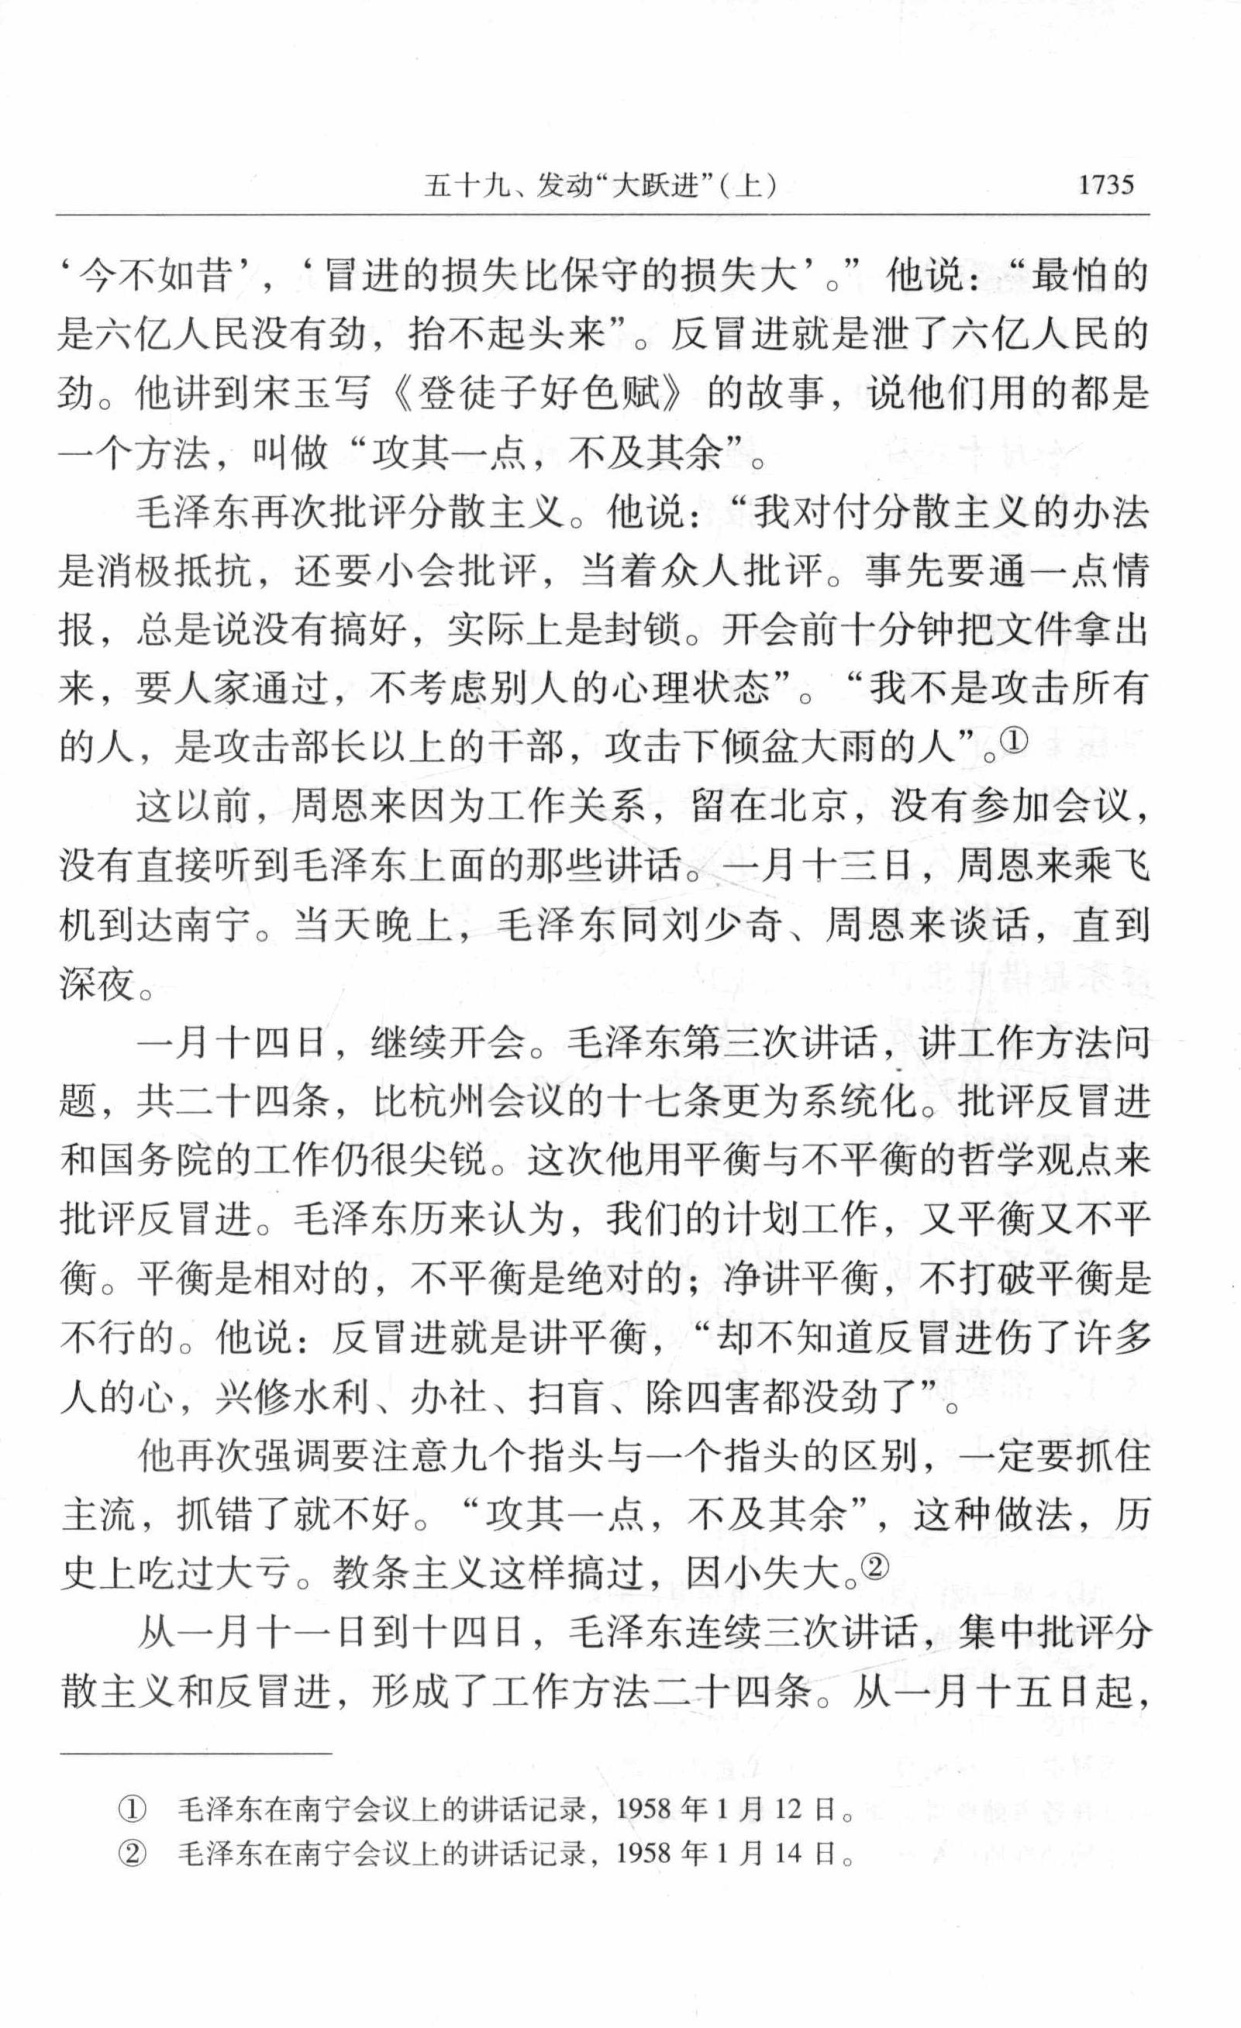 五十九、发动“大跃进”（上） 1735
‘今不如昔’，‘冒进的损失比保守的损失大’。”他说：“最怕的
是六亿人民没有劲，抬不起头来”。反冒进就是泄了六亿人民的
劲。他讲到宋玉写《登徒子好色赋》的故事，说他们用的都是
一个方法，叫做“攻其一点，不及其余”。
毛泽东再次批评分散主义。他说：“我对付分散主义的办法
是消极抵抗，还要小会批评，当着众人批评。事先要通一点情
报，总是说没有搞好，实际上是封锁。开会前十分钟把文件拿出
来，要人家通过，不考虑别人的心理状态”。“我不是攻击所有
的人，是攻击部长以上的干部，攻击下倾盆大雨的人”。①
这以前，周恩来因为工作关系，留在北京，没有参加会议，
没有直接听到毛泽东上面的那些讲话。一月十三日，周恩来乘飞
机到达南宁。当天晚上，毛泽东同刘少奇、周恩来谈话，直到
深夜。
一月十四日，继续开会。毛泽东第三次讲话，讲工作方法问
题，共二十四条，比杭州会议的十七条更为系统化。批评反冒进
和国务院的工作仍很尖锐。这次他用平衡与不平衡的哲学观点来
批评反冒进。毛泽东历来认为，我们的计划工作，又平衡又不平
衡。平衡是相对的，不平衡是绝对的；净讲平衡，不打破平衡是
不行的。他说：反冒进就是讲平衡，“却不知道反冒进伤了许多
人的心，兴修水利、办社、扫盲、除四害都没劲了”。
他再次强调要注意九个指头与一个指头的区别，一定要抓住
主流，抓错了就不好。“攻其一点，不及其余”，这种做法，历
史上吃过大亏。教条主义这样搞过，因小失大。②
从一月十一日到十四日，毛泽东连续三次讲话，集中批评分
散主义和反冒进，形成了工作方法二十四条。从一月十五日起，
① 毛泽东在南宁会议上的讲话记录，1958 年 1 月 12 日。
② 毛泽东在南宁会议上的讲话记录，1958 年 1 月 14 日。